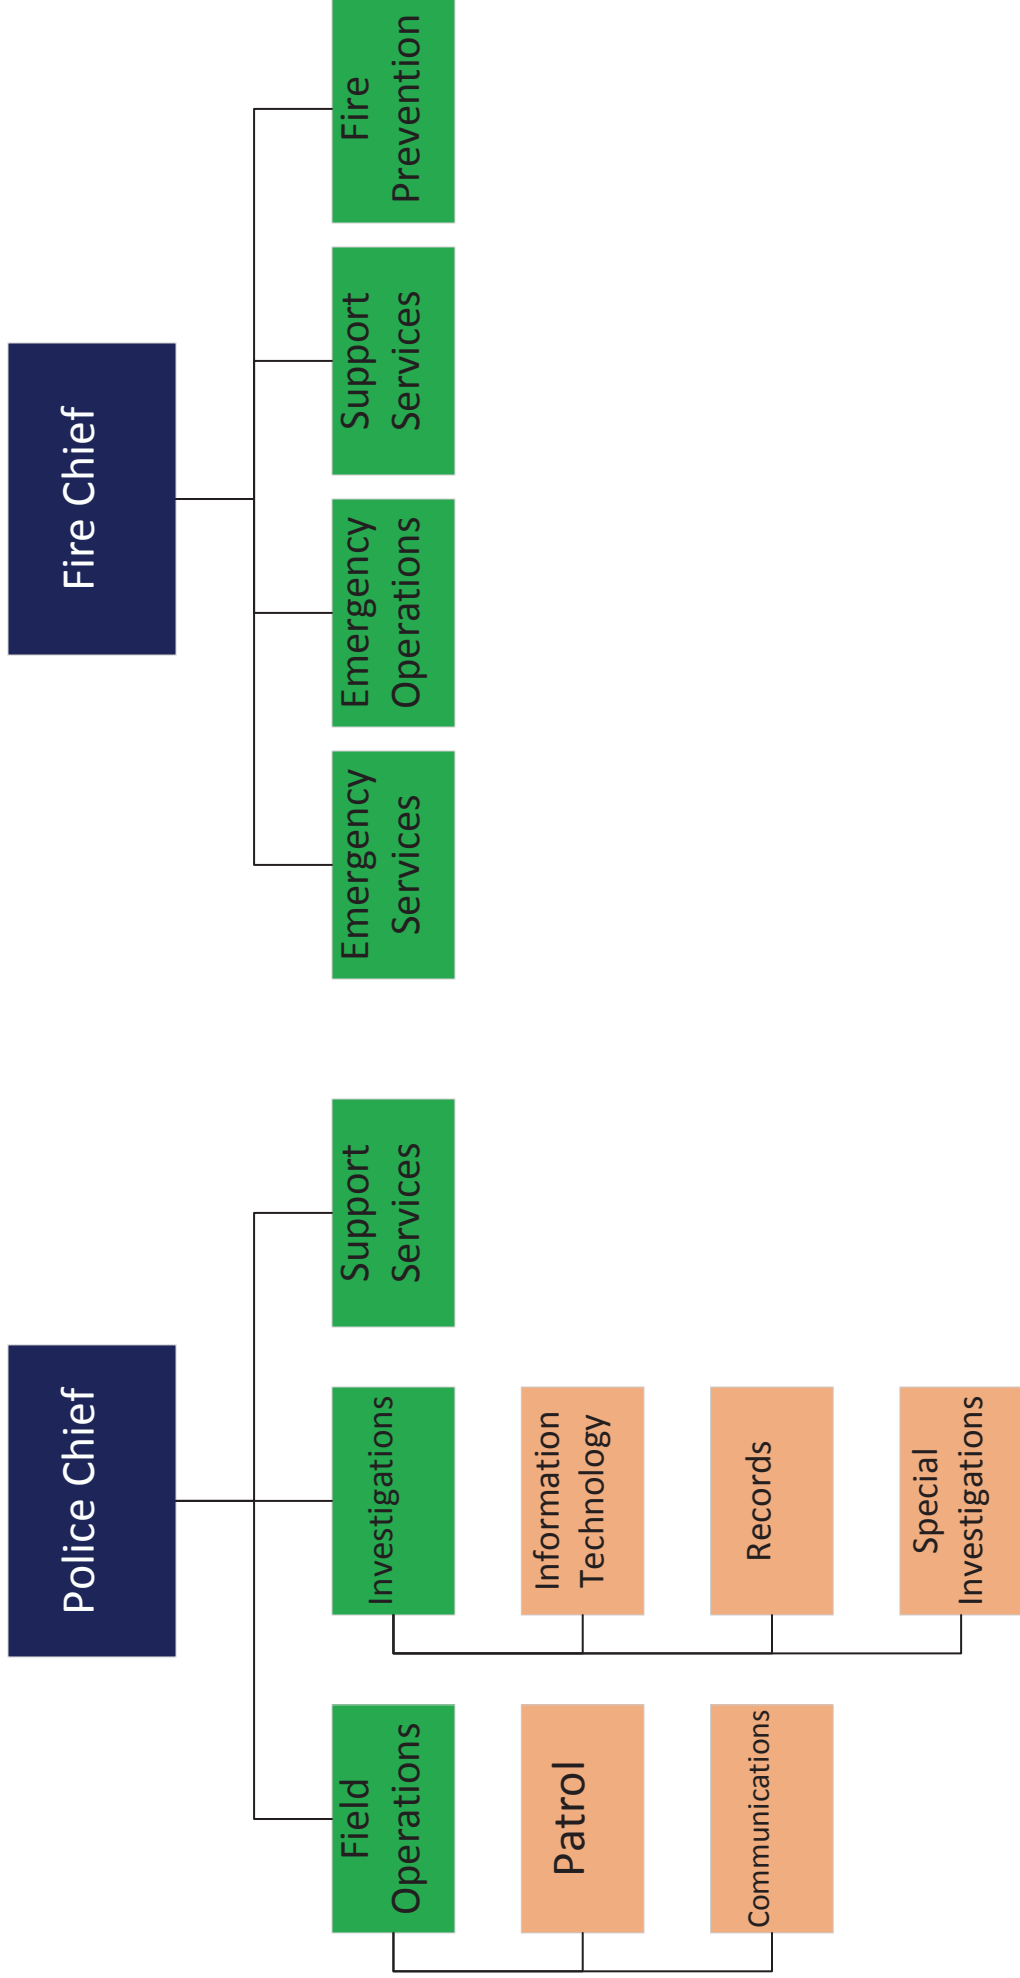 Police Chief
Field
Operations
Patrol
Communications
Investigations
Information
Technology
Records
Special
Investigations
Support
Services
Fire Chief
Emergency
Services
Emergency
Operations
Support
Services
Fire
Prevention